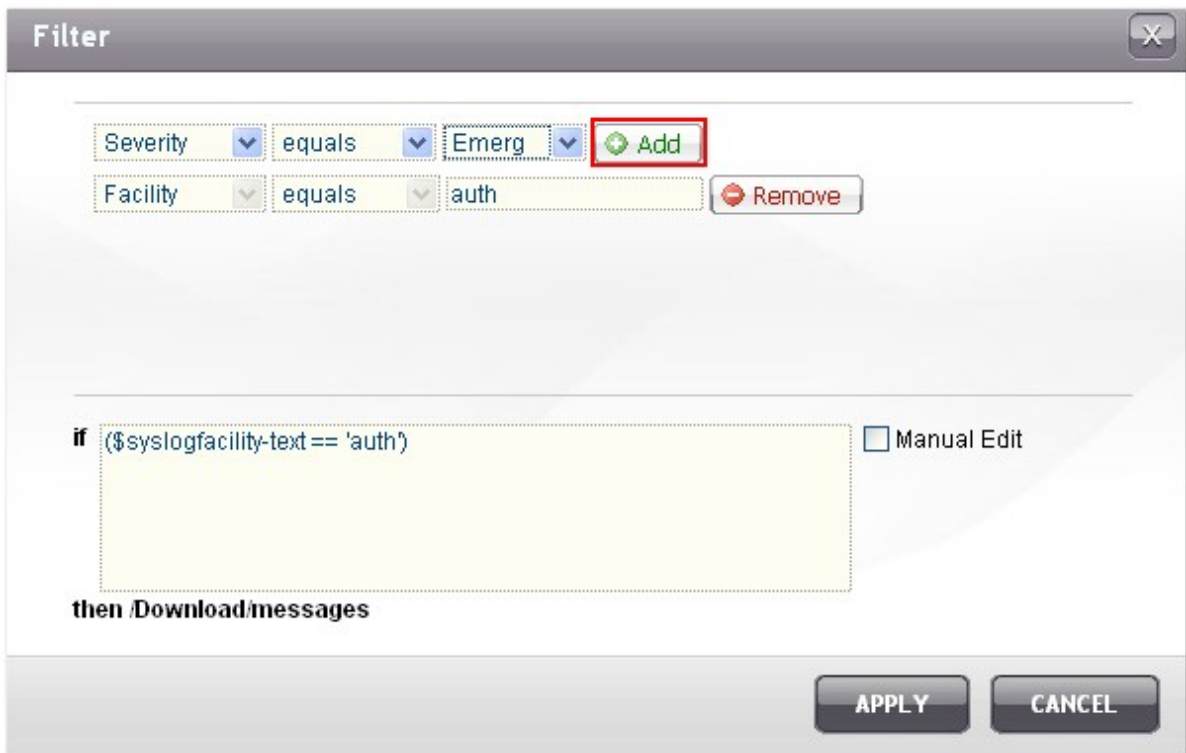 Filter X
Severity equals Emerg Add
Facility equals auth Remove
if ($syslogfacility-text == 'auth') Manual Edit
then /Download/messages
APPLY CANCEL